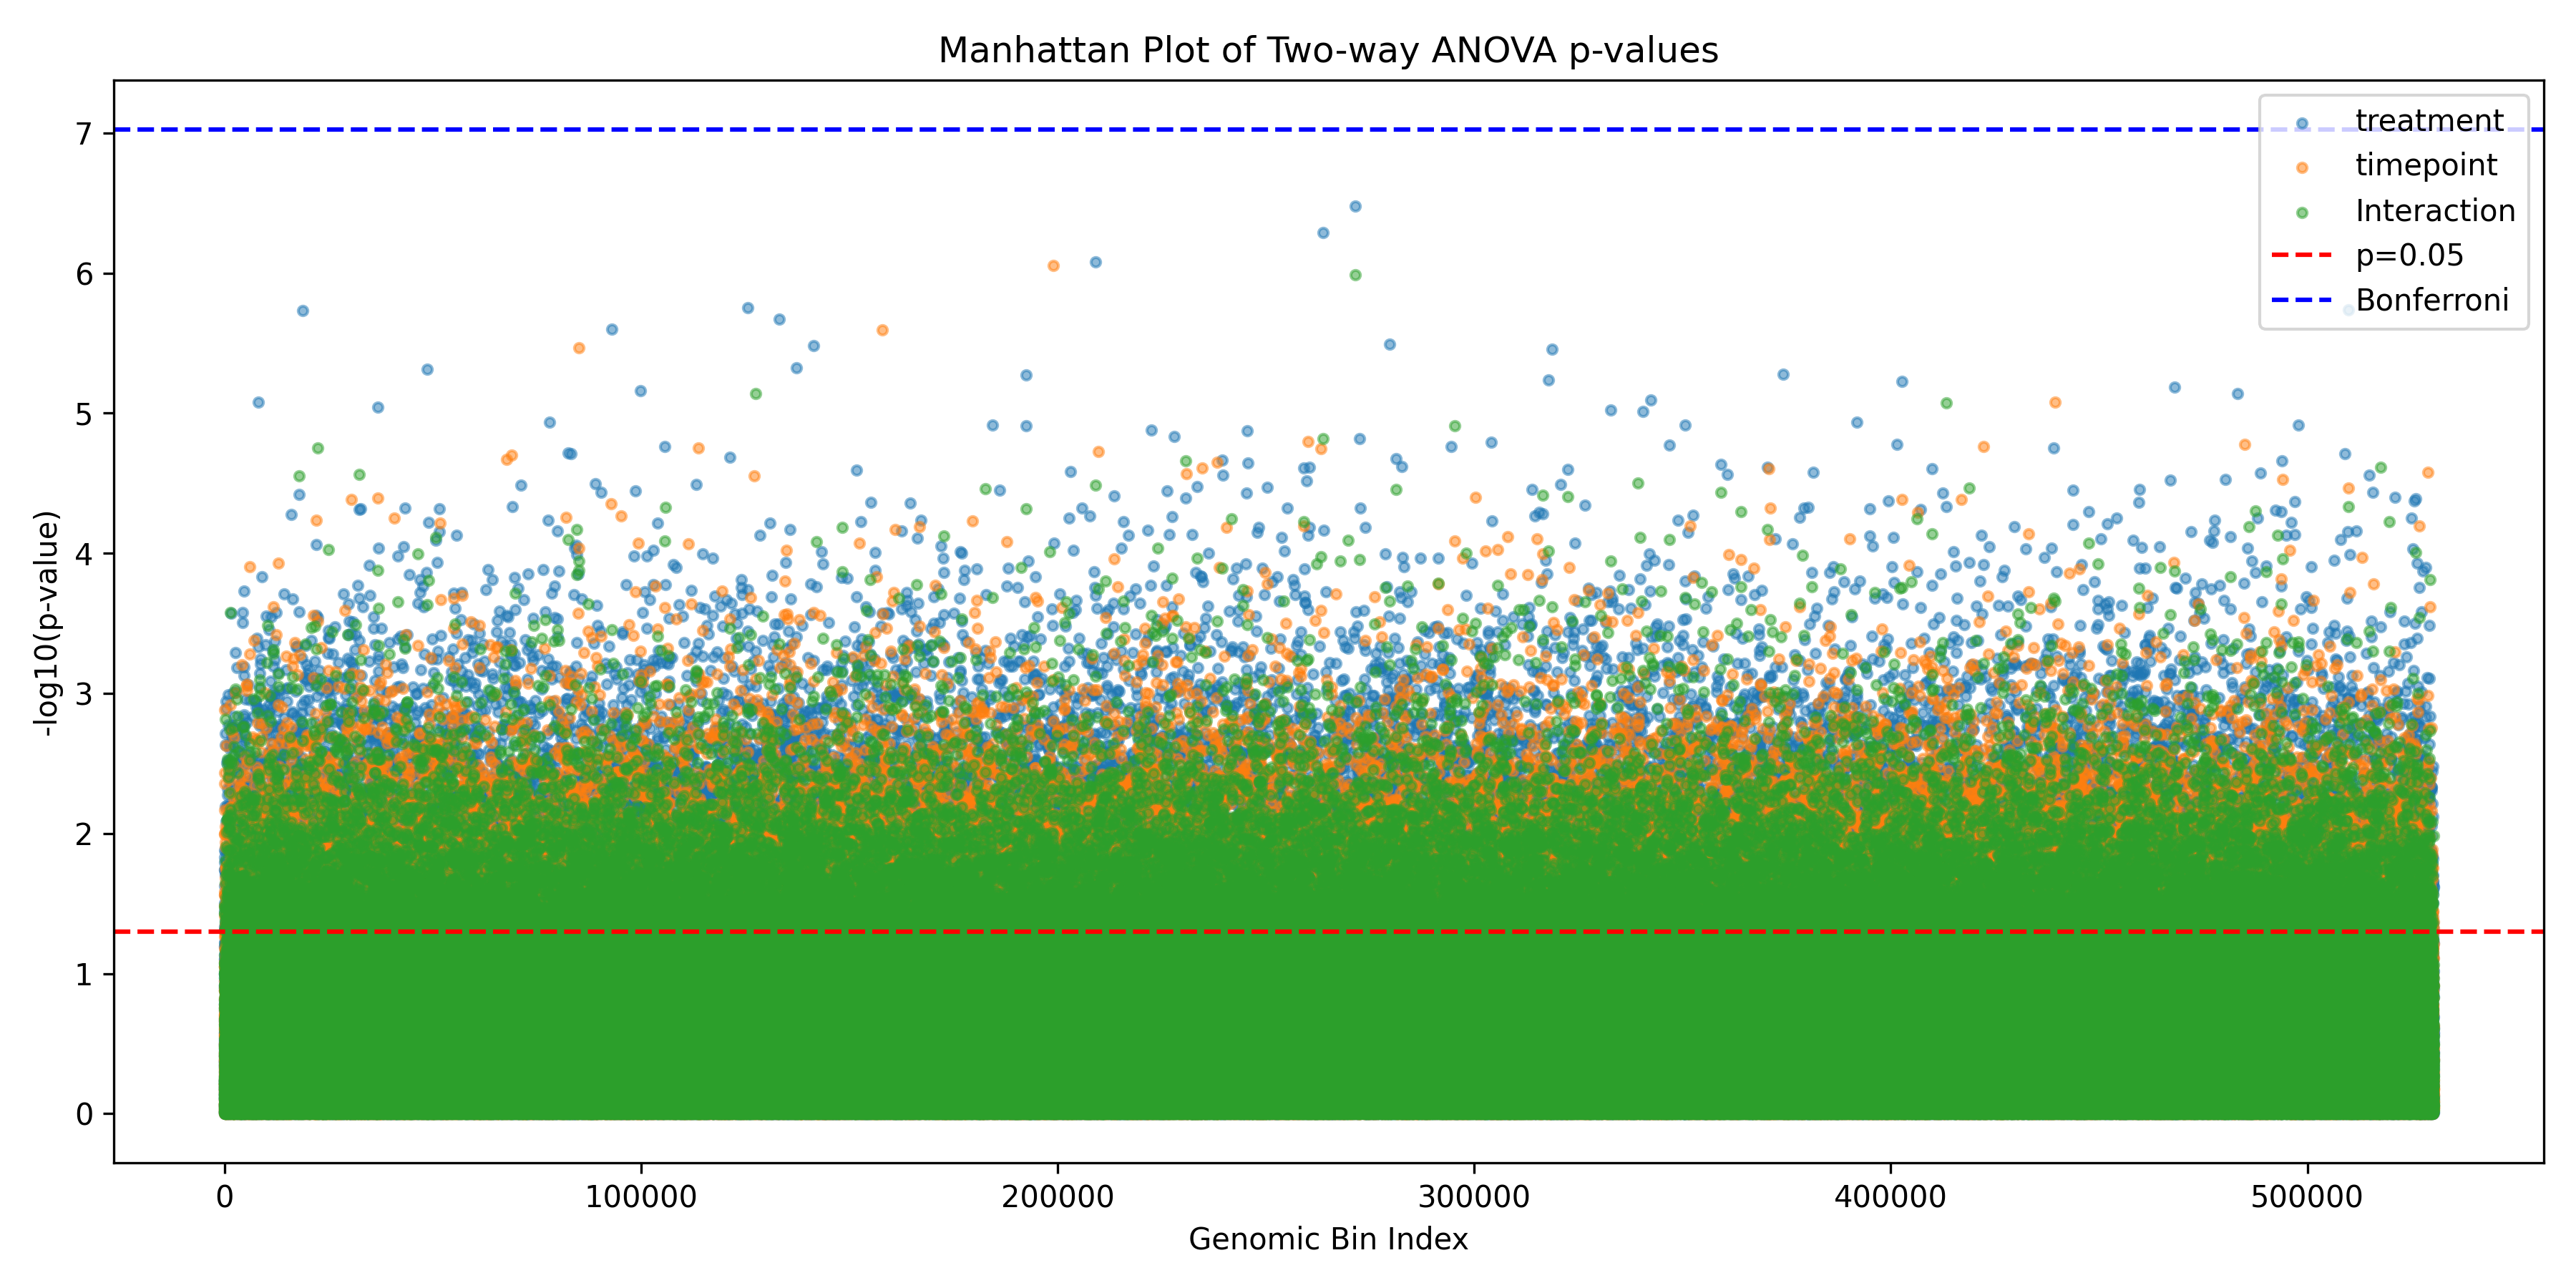 Manhattan Plot of Two-way ANOVA p-values
-log10(p-value)
7
6
5
4
3
2
1
0
treatment
timepoint
Interaction
p=0.05
Bonferroni
0 100000 200000 300000 400000 500000
Genomic Bin Index